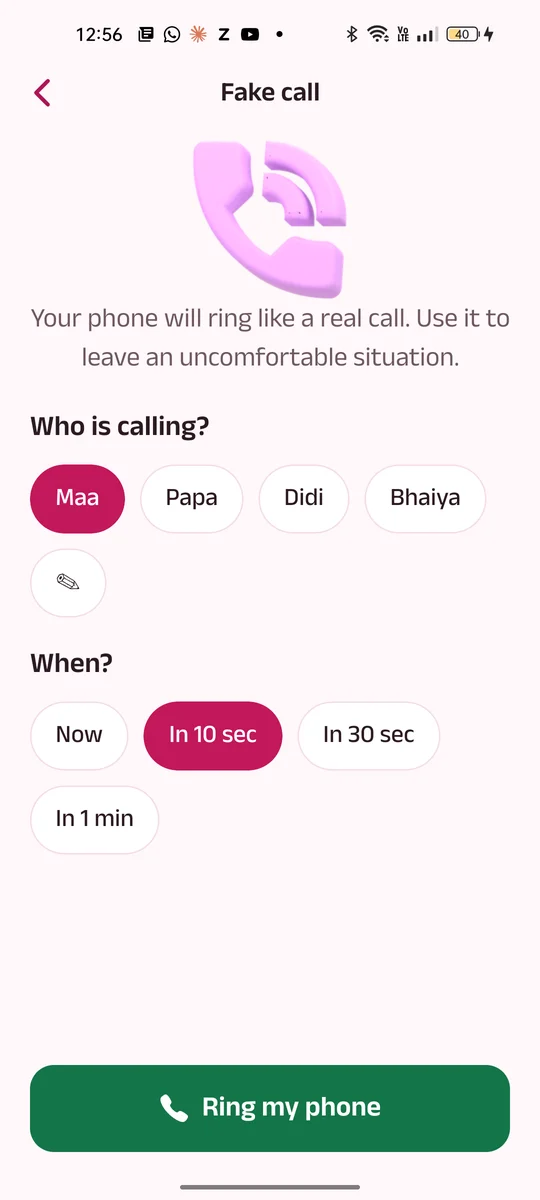 12:56 Z Vo LTE 40
Fake call
Your phone will ring like a real call. Use it to
leave an uncomfortable situation.
Who is calling?
Maa Papa Didi Bhaiya
When?
Now In 10 sec In 30 sec
In 1 min
Ring my phone